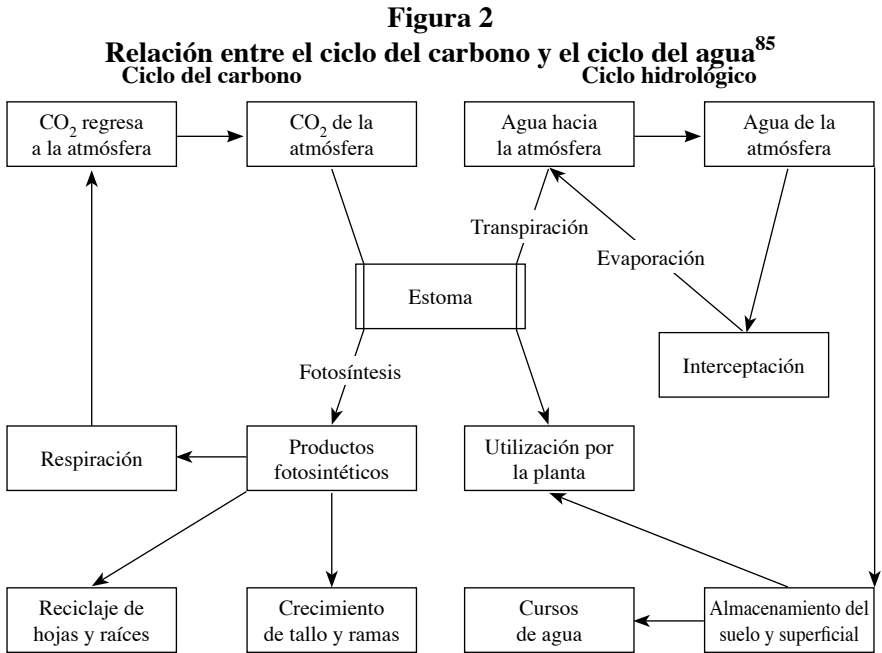 Figura 2
Relación entre el ciclo del carbono y el ciclo del agua85
Ciclo del carbono
Ciclo hidrológico
CO2 regresa
a la atmósfera
CO2 de la
atmósfera
Agua hacia
la atmósfera
Agua de la
atmósfera
Transpiración
Evaporación
Estoma
Interceptación
Fotosíntesis
Respiración
Productos
fotosintéticos
Utilización por
la planta
Reciclaje de
hojas y raíces
Crecimiento
de tallo y ramas
Cursos
de agua
Almacenamiento del
suelo y superficial